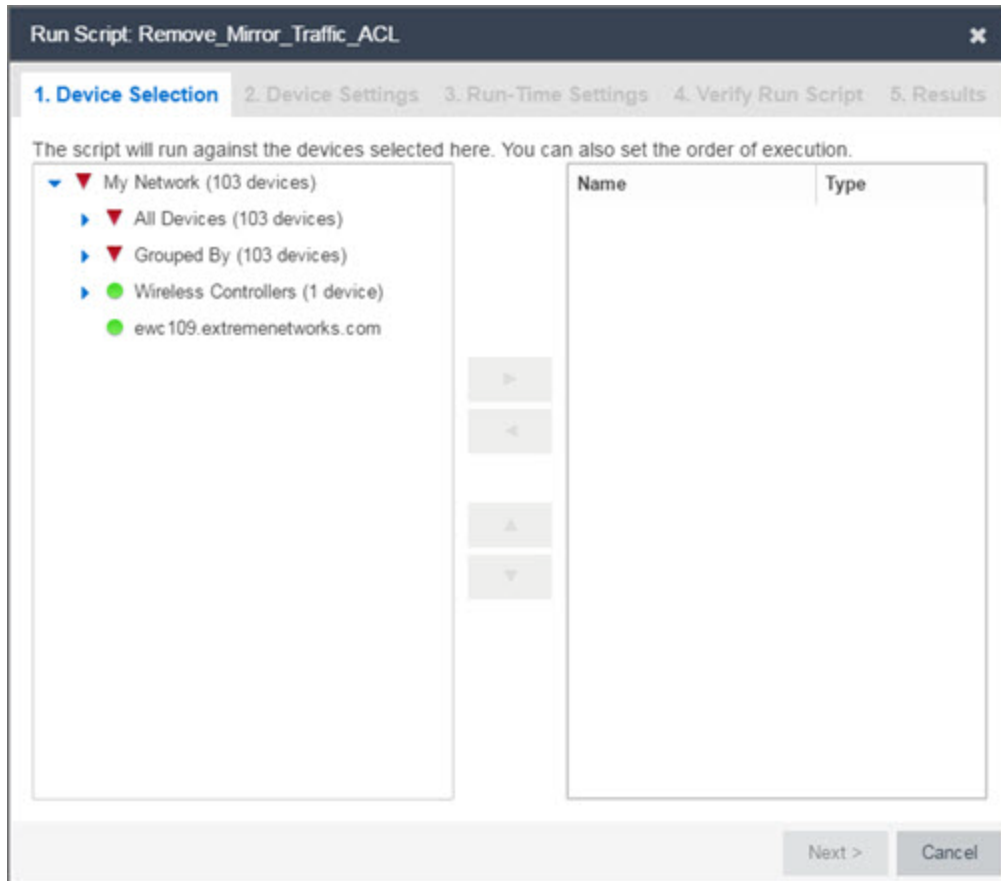 Run Script: Remove_Mirror_Traffic_ACL
1. Device Selection 2. Device Settings 3. Run-Time Settings 4. Verify Run Script 5. Results
The script will run against the devices selected here. You can also set the order of execution.
My Network (103 devices)
All Devices (103 devices)
Grouped By (103 devices)
Wireless Controllers (1 device)
ewc109.extremenetworks.com
Name Type
Next > Cancel